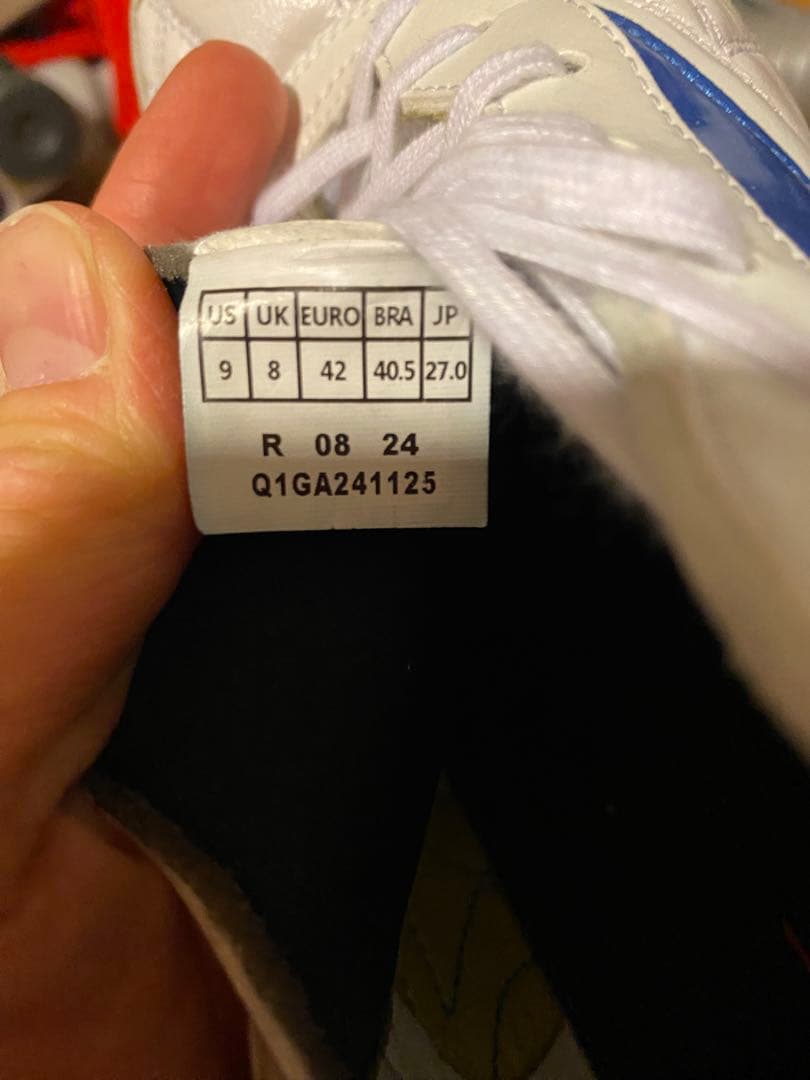 US UK EURO BRA JP
9 8 42 40.5 27.0
R 08 24
Q1GA241125